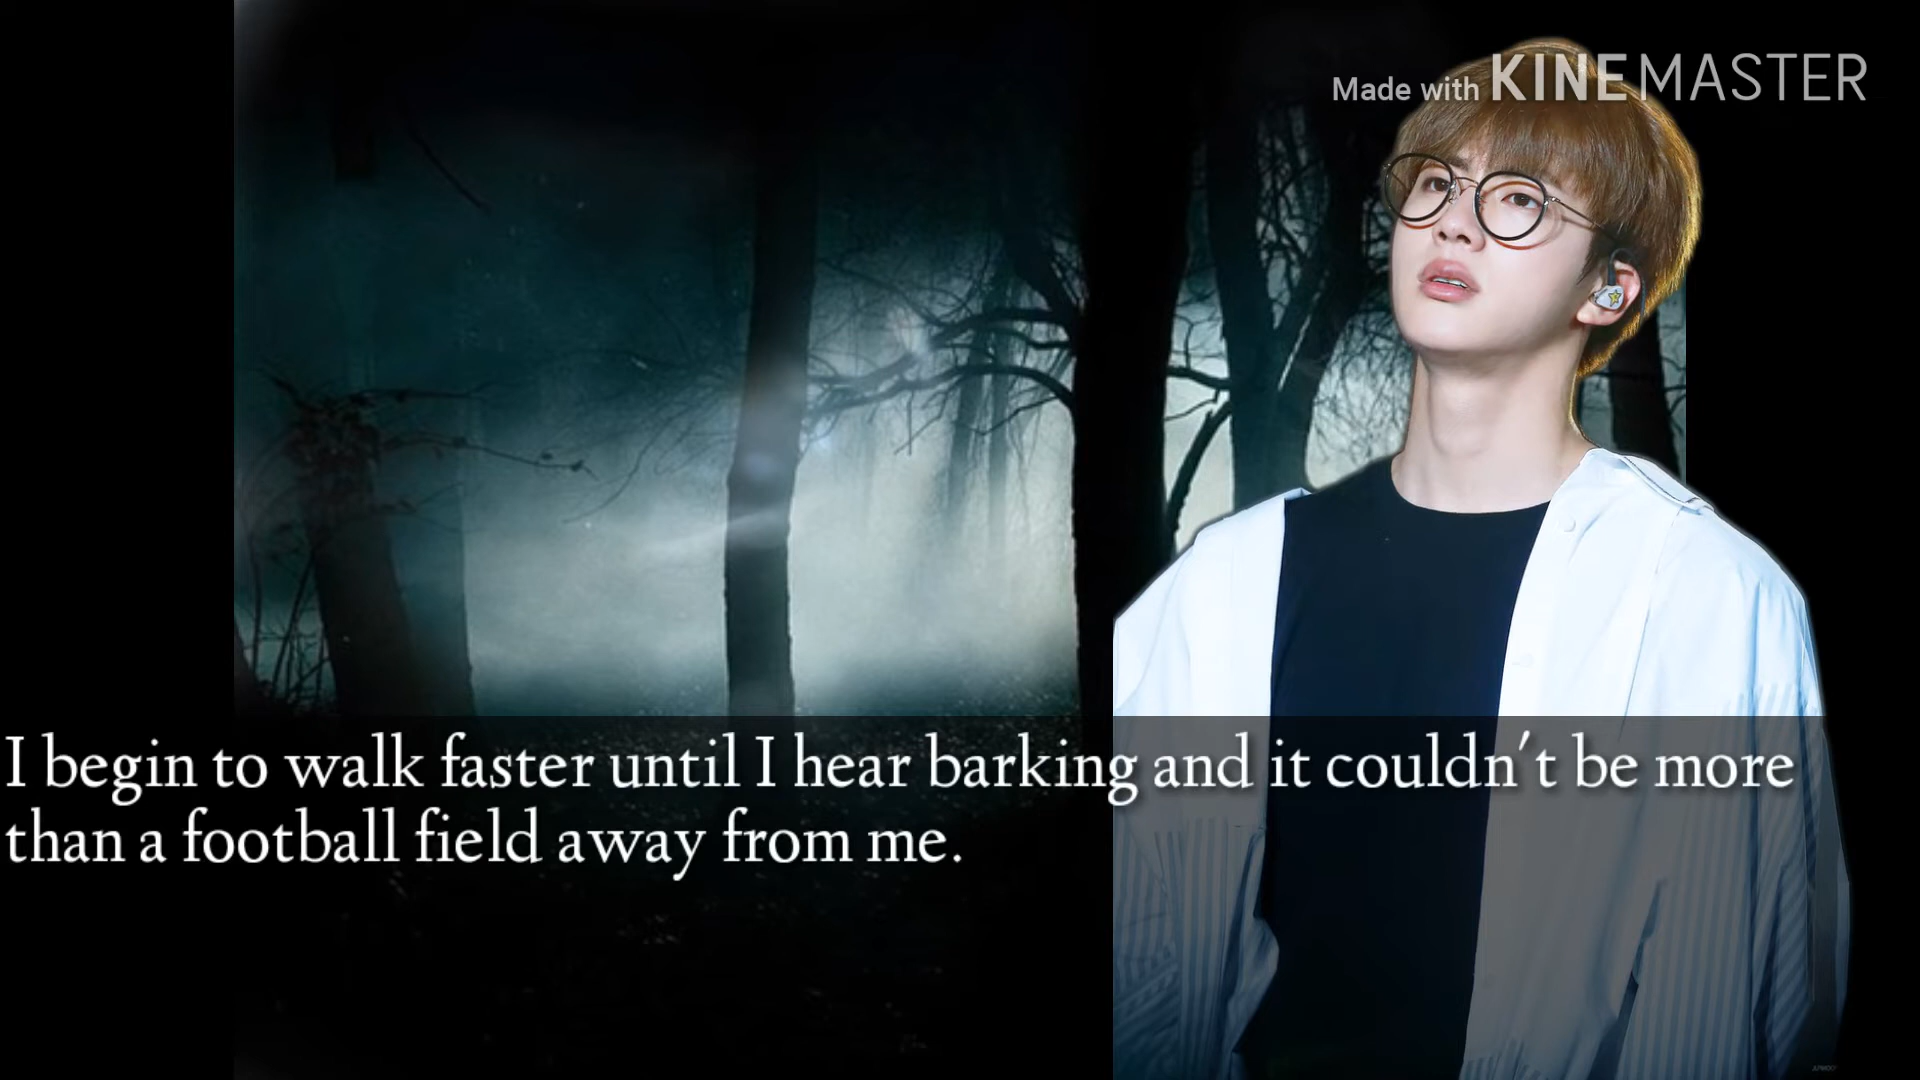 Made with KINEMASTER
I begin to walk faster until I hear barking and it couldn't be more
than a football field away from me.